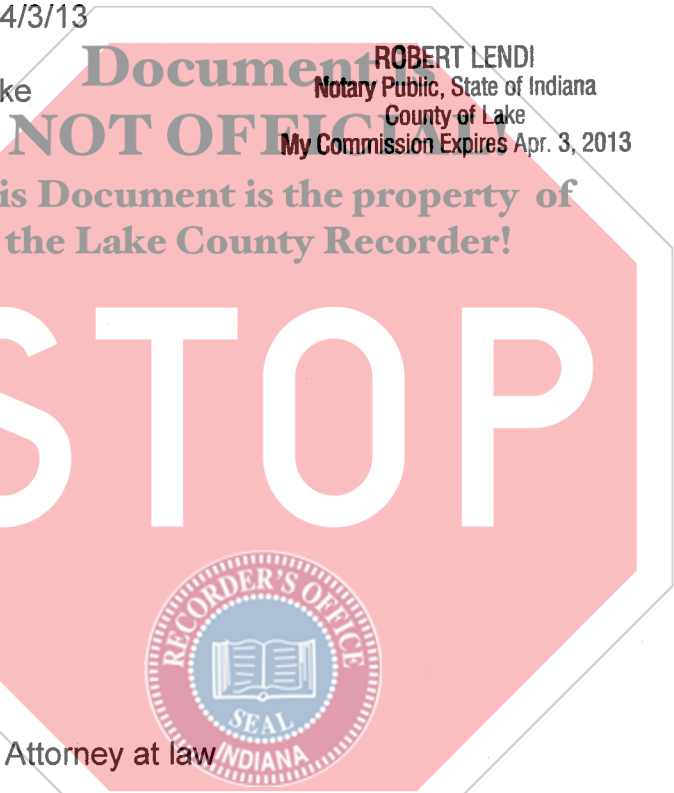 4/3/13
ROBERT LENDI
Notary Public, State of Indiana
County of Lake
My Commission Expires Apr. 3, 2013
ke
Document is
NOT OFFICIAL!
is Document is the property of
the Lake County Recorder!
STOP
RECORDER'S OFFICE
SEAL
INDIANA
Attorney at law